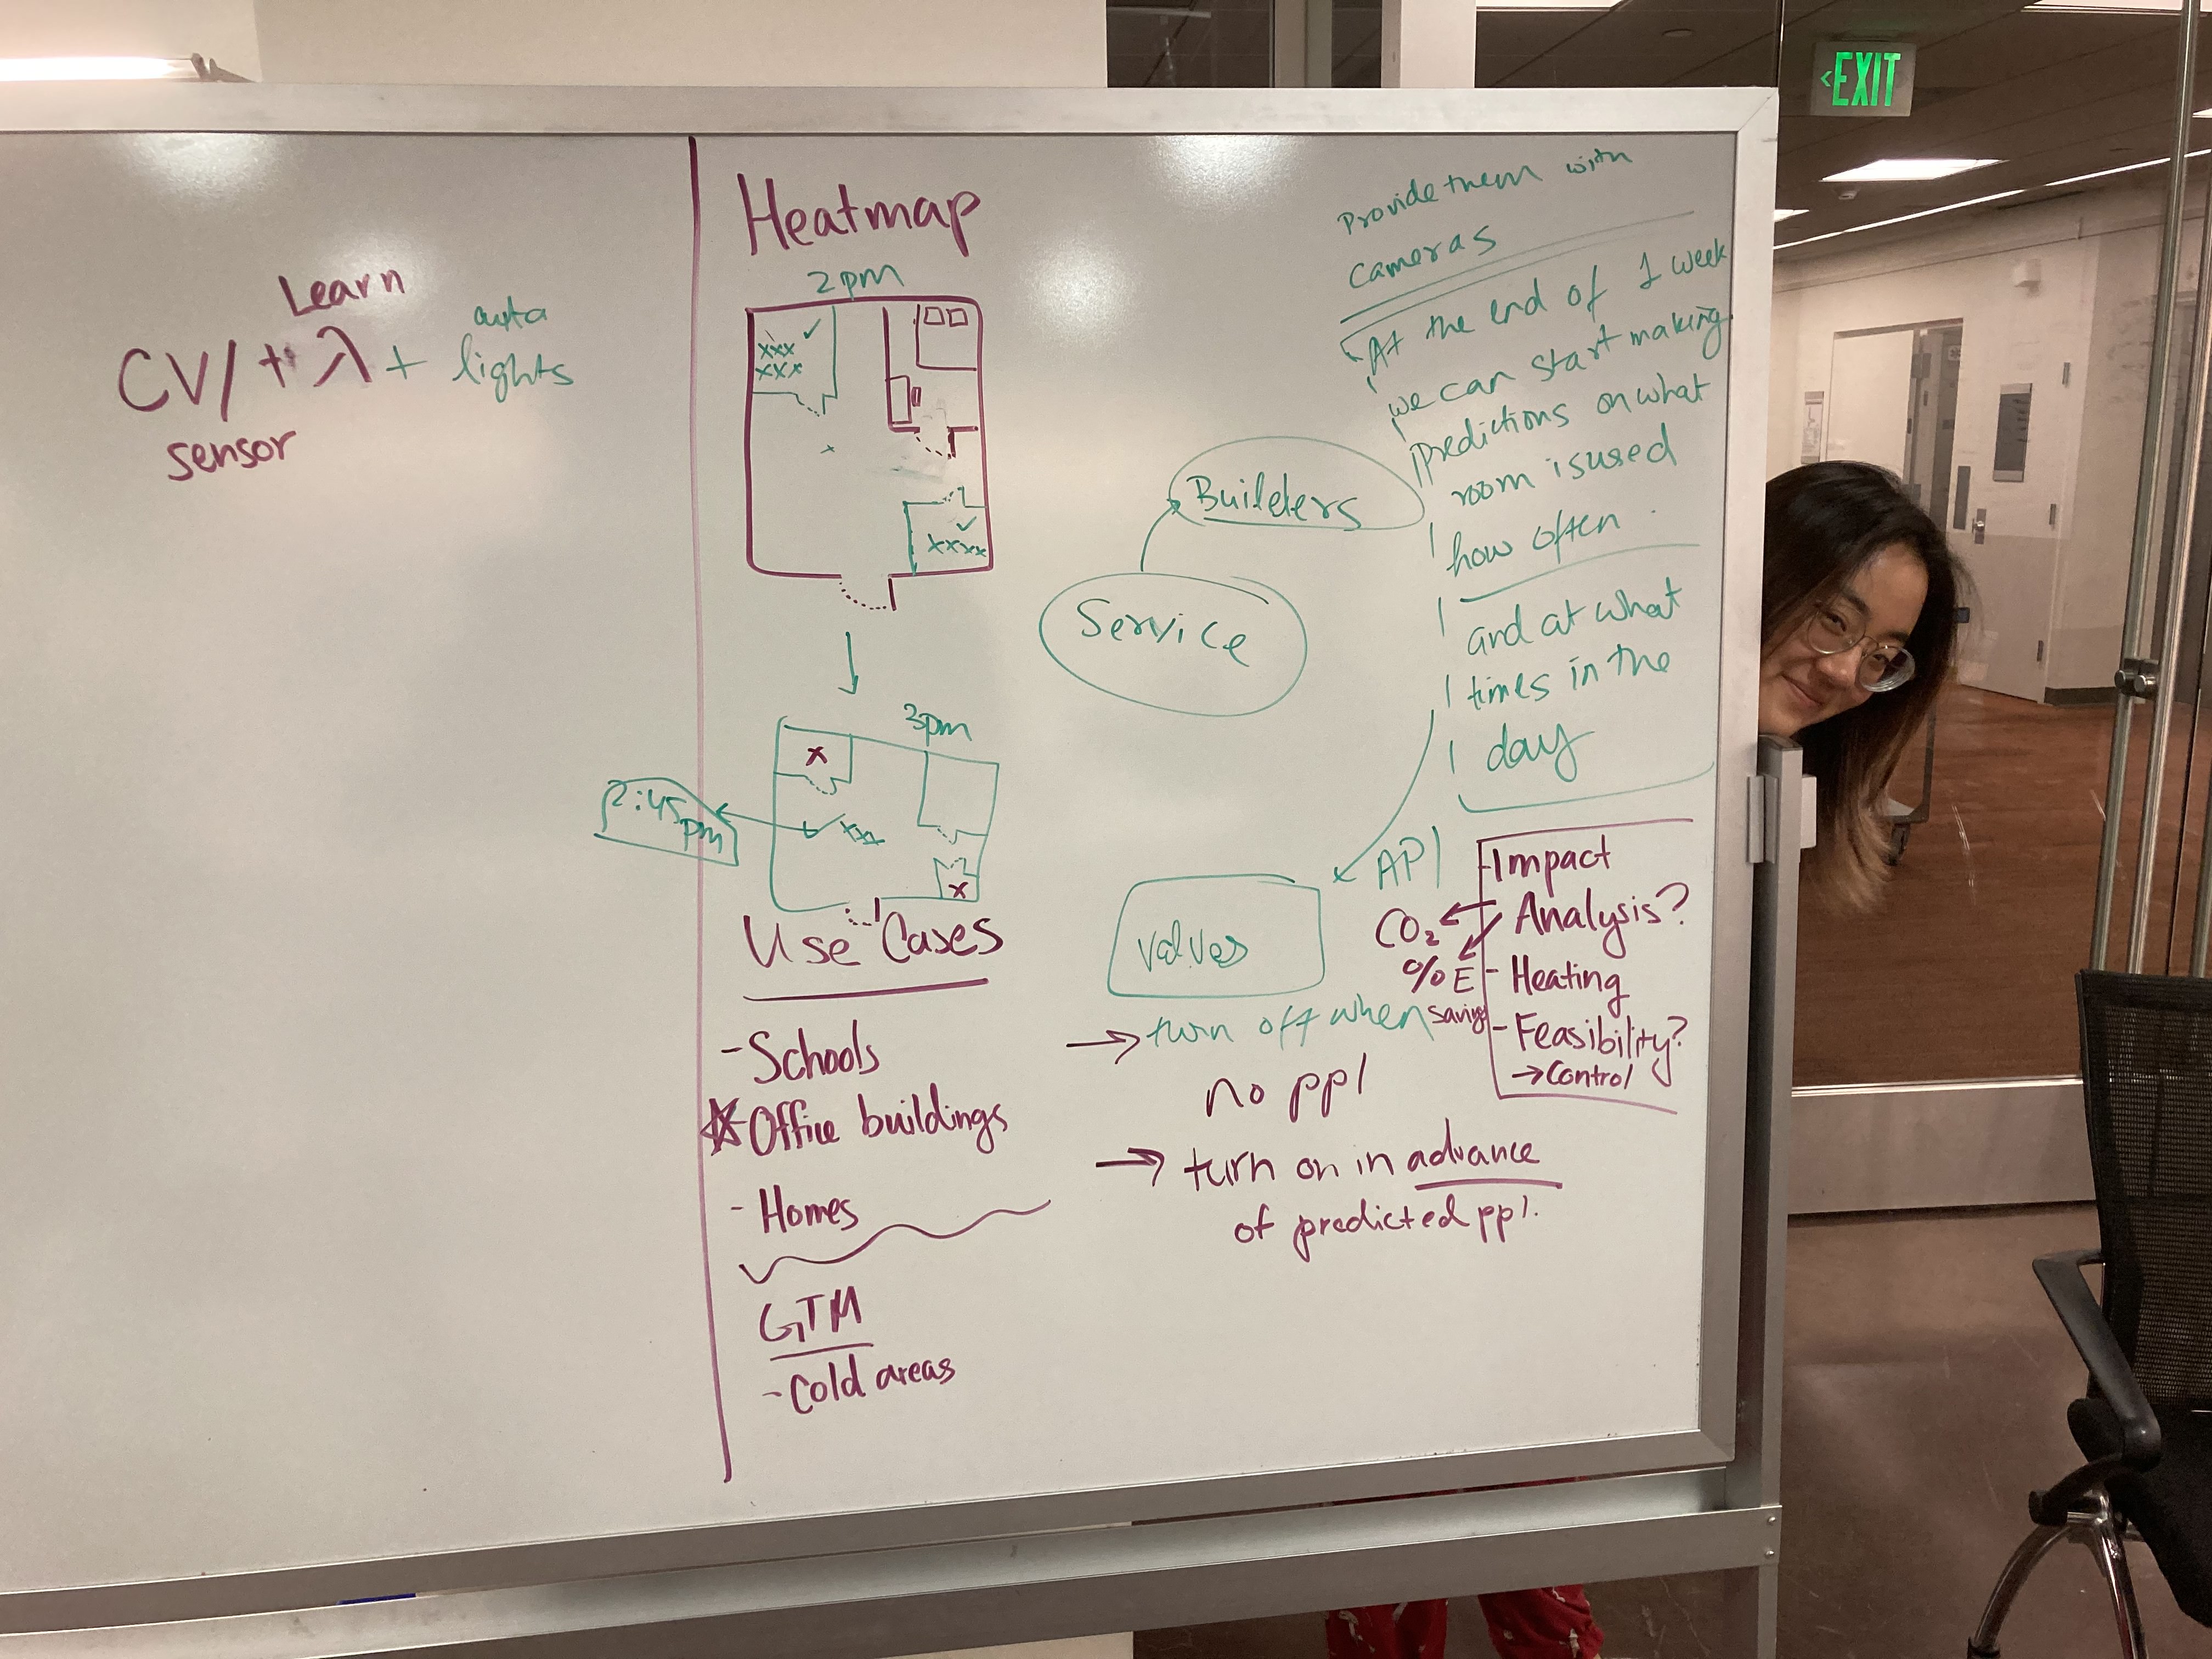 <EXIT
Learn
auto
CV/ + λ + lights
sensor
Heatmap
2pm
xxx
xxx
x
xxxx
3pm
x
xxx
2:45
pm
x
Use Cases
- Schools
Office buildings
- Homes
GTM
- Cold areas
Builders
Service
Provide them with
cameras
At the end of 1 week
we can start making
predictions on what
room is used
how often
and at what
times in the
day
API
valves
→ turn off when
no ppl
→ turn on in advance
of predicted ppl.
Impact
Analysis?
CO₂
%E
- Heating
- Feasibility?
→ Control